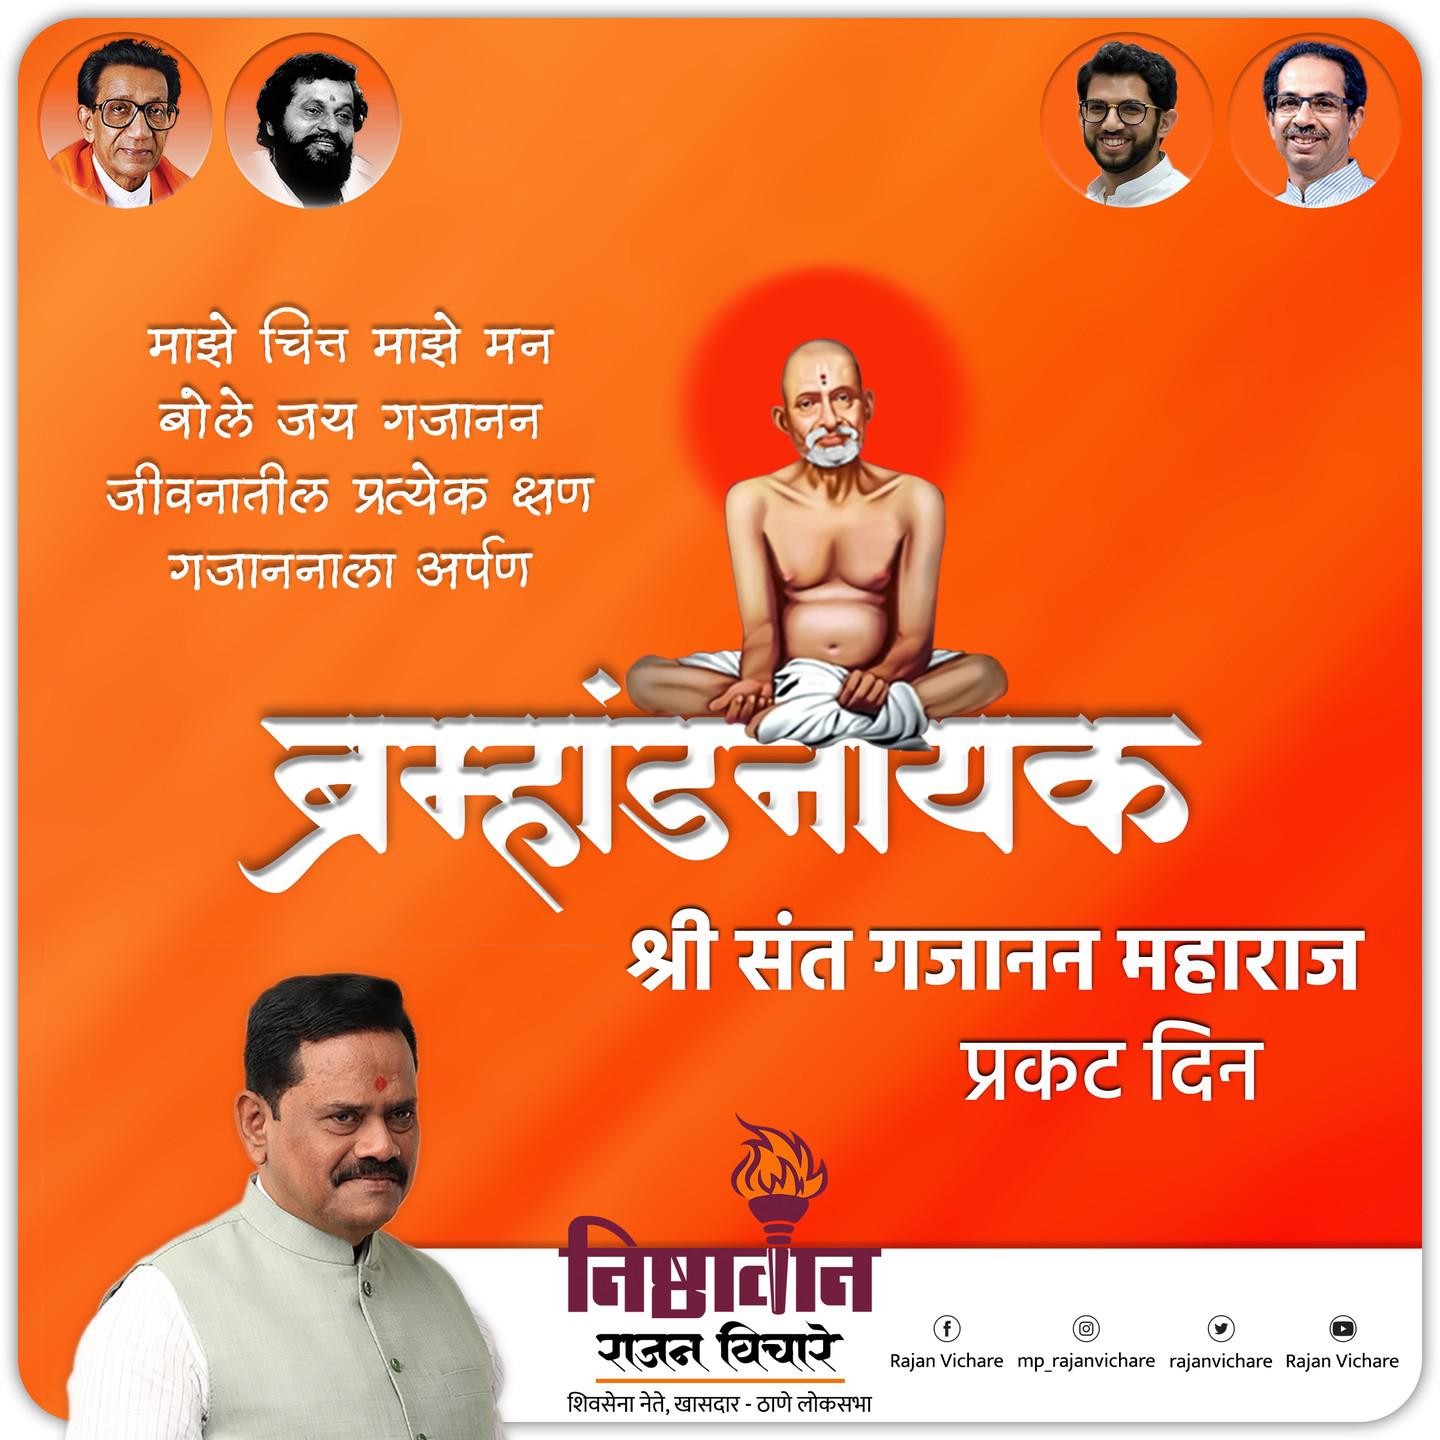 माझे चित्त माझे मन
बोले जय गजानन
जीवनातील प्रत्येक क्षण
गजाननाला अर्पण
ब्रम्हांडनायक
श्री संत गजानन महाराज
प्रकट दिन
निष्ठावान
राजन विचारे
शिवसेना नेते, खासदार - ठाणे लोकसभा
Rajan Vichare
mp_rajanvichare
rajanvichare
Rajan Vichare